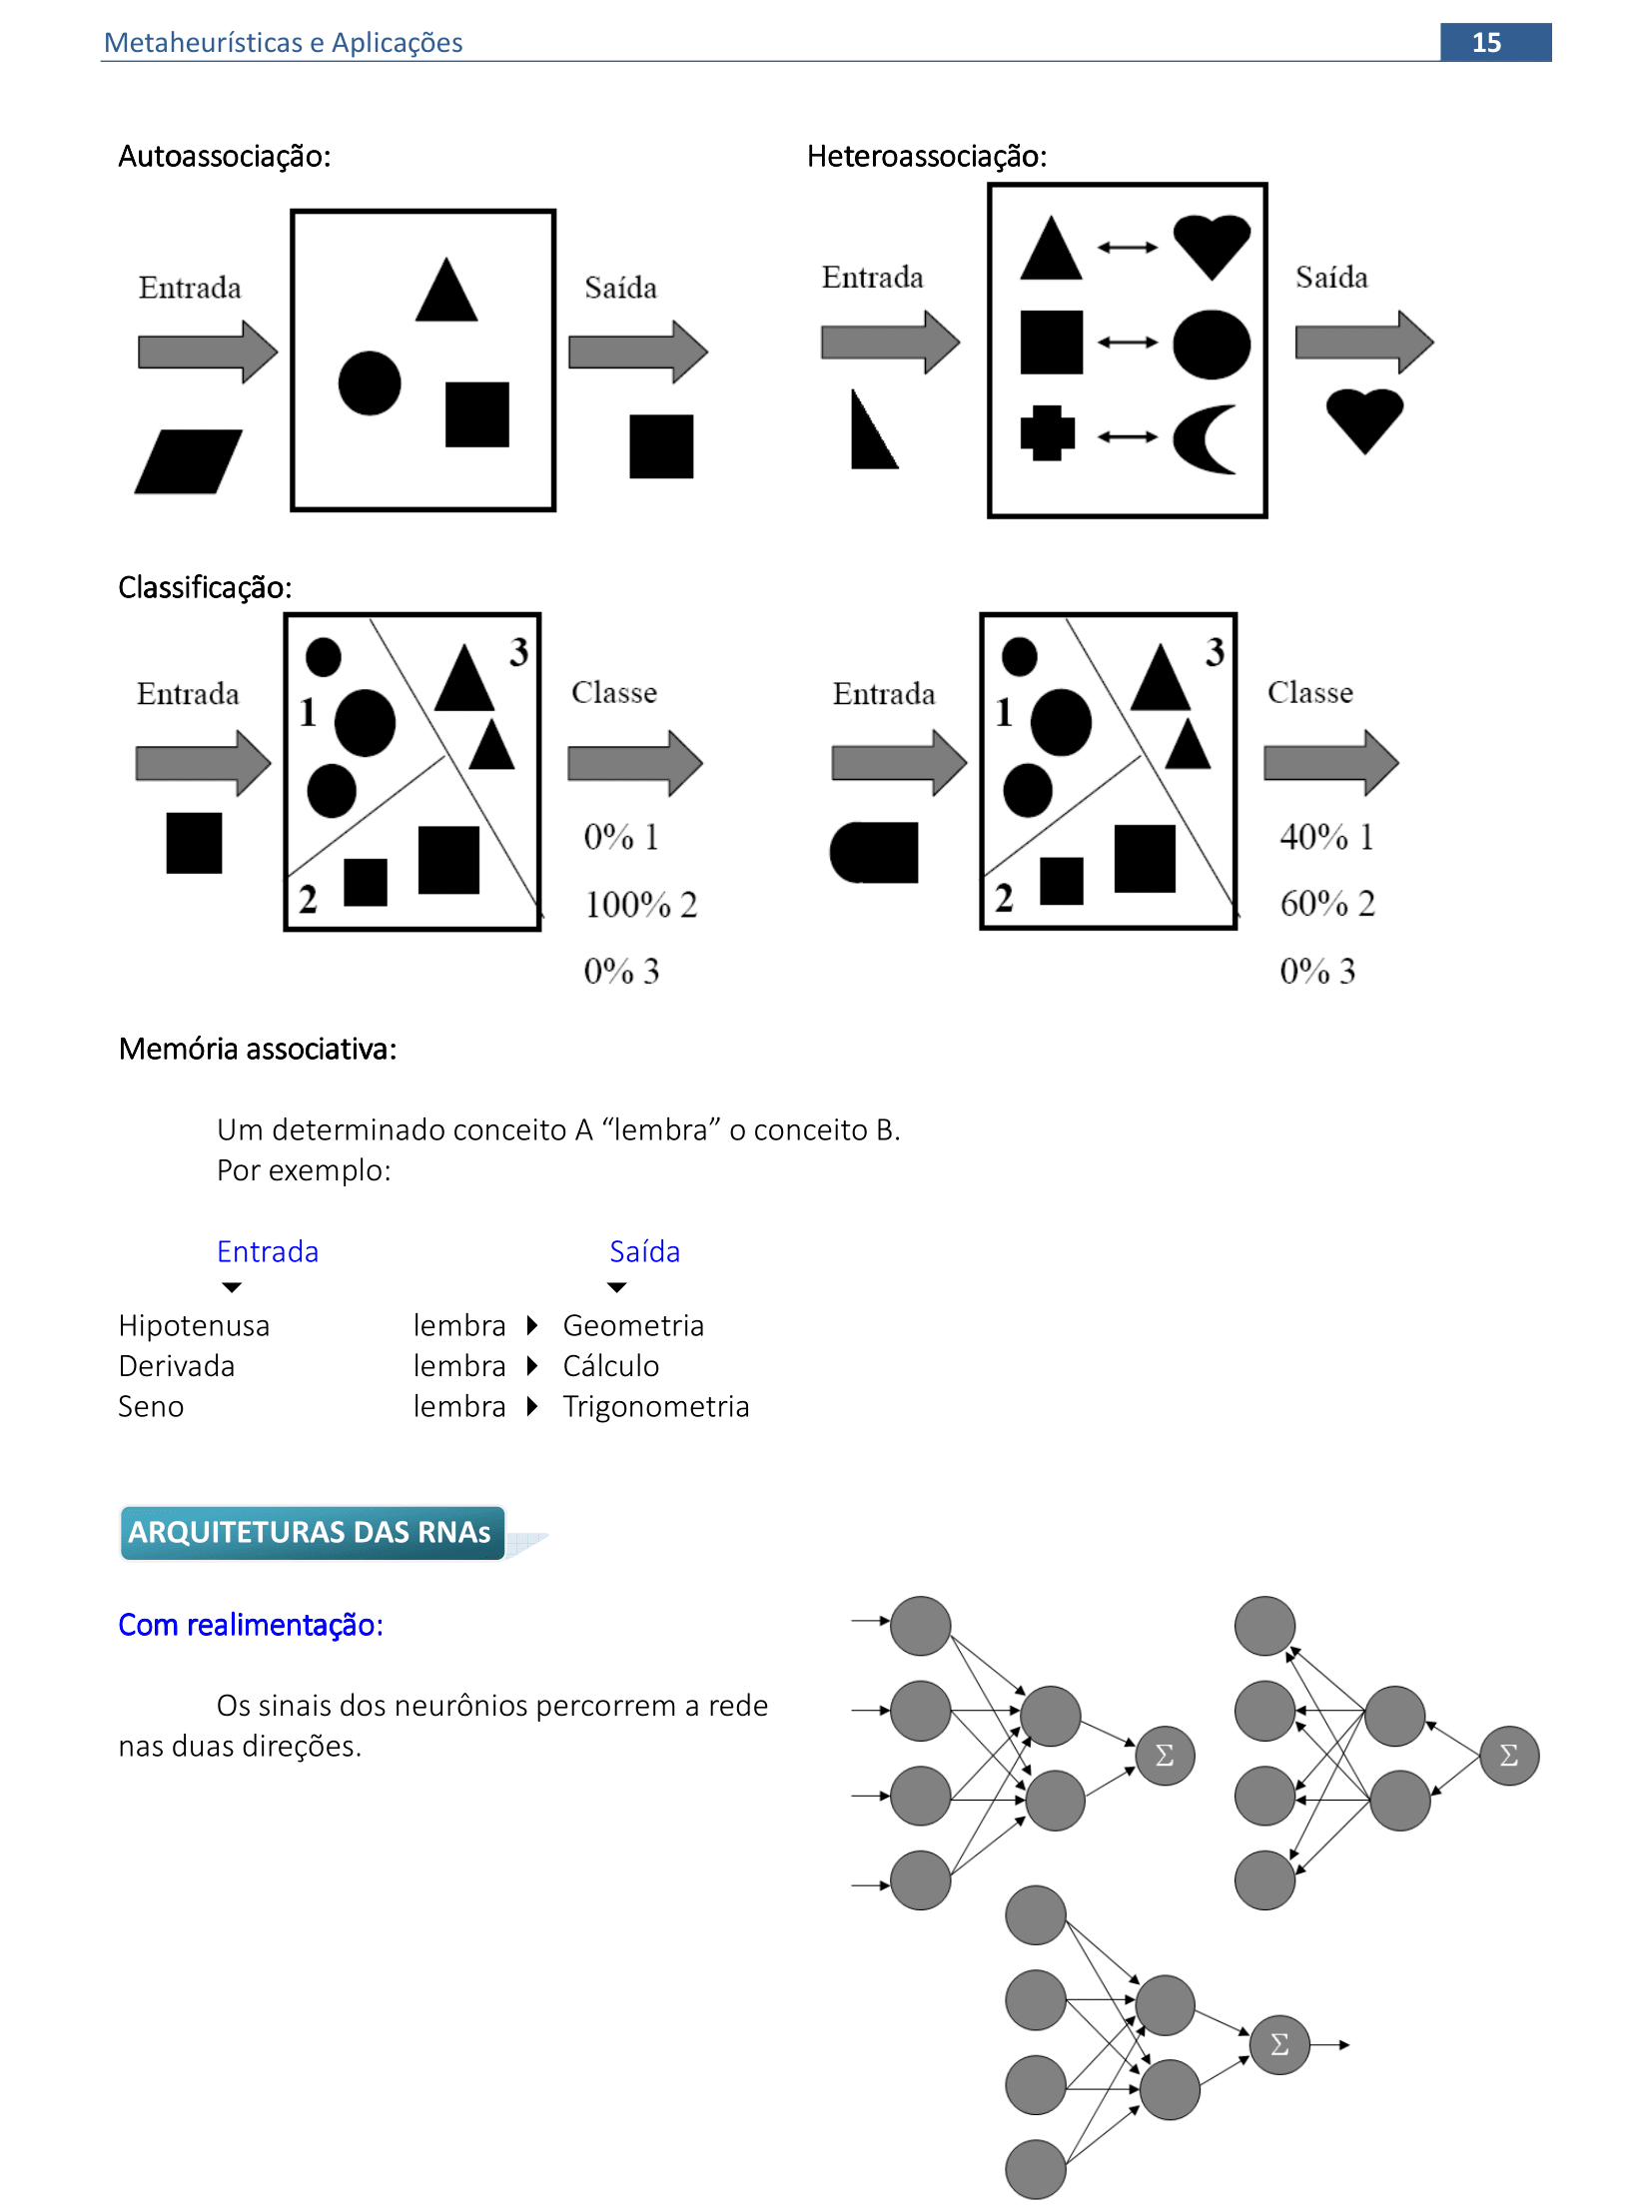 Metaheurísticas e Aplicações 15
Autoassociação:
Entrada
Saída
Heteroassociação:
Entrada
Saída
Classificação:
Entrada
1
3
2
Classe
0% 1
100% 2
0% 3
Entrada
1
3
2
Classe
40% 1
60% 2
0% 3
Memória associativa:
Um determinado conceito A “lembra” o conceito B.
Por exemplo:
Entrada Saída
Hipotenusa lembra Geometria
Derivada lembra Cálculo
Seno lembra Trigonometria
ARQUITETURAS DAS RNAs
Com realimentação:
Os sinais dos neurônios percorrem a rede
nas duas direções.
Σ
Σ
Σ